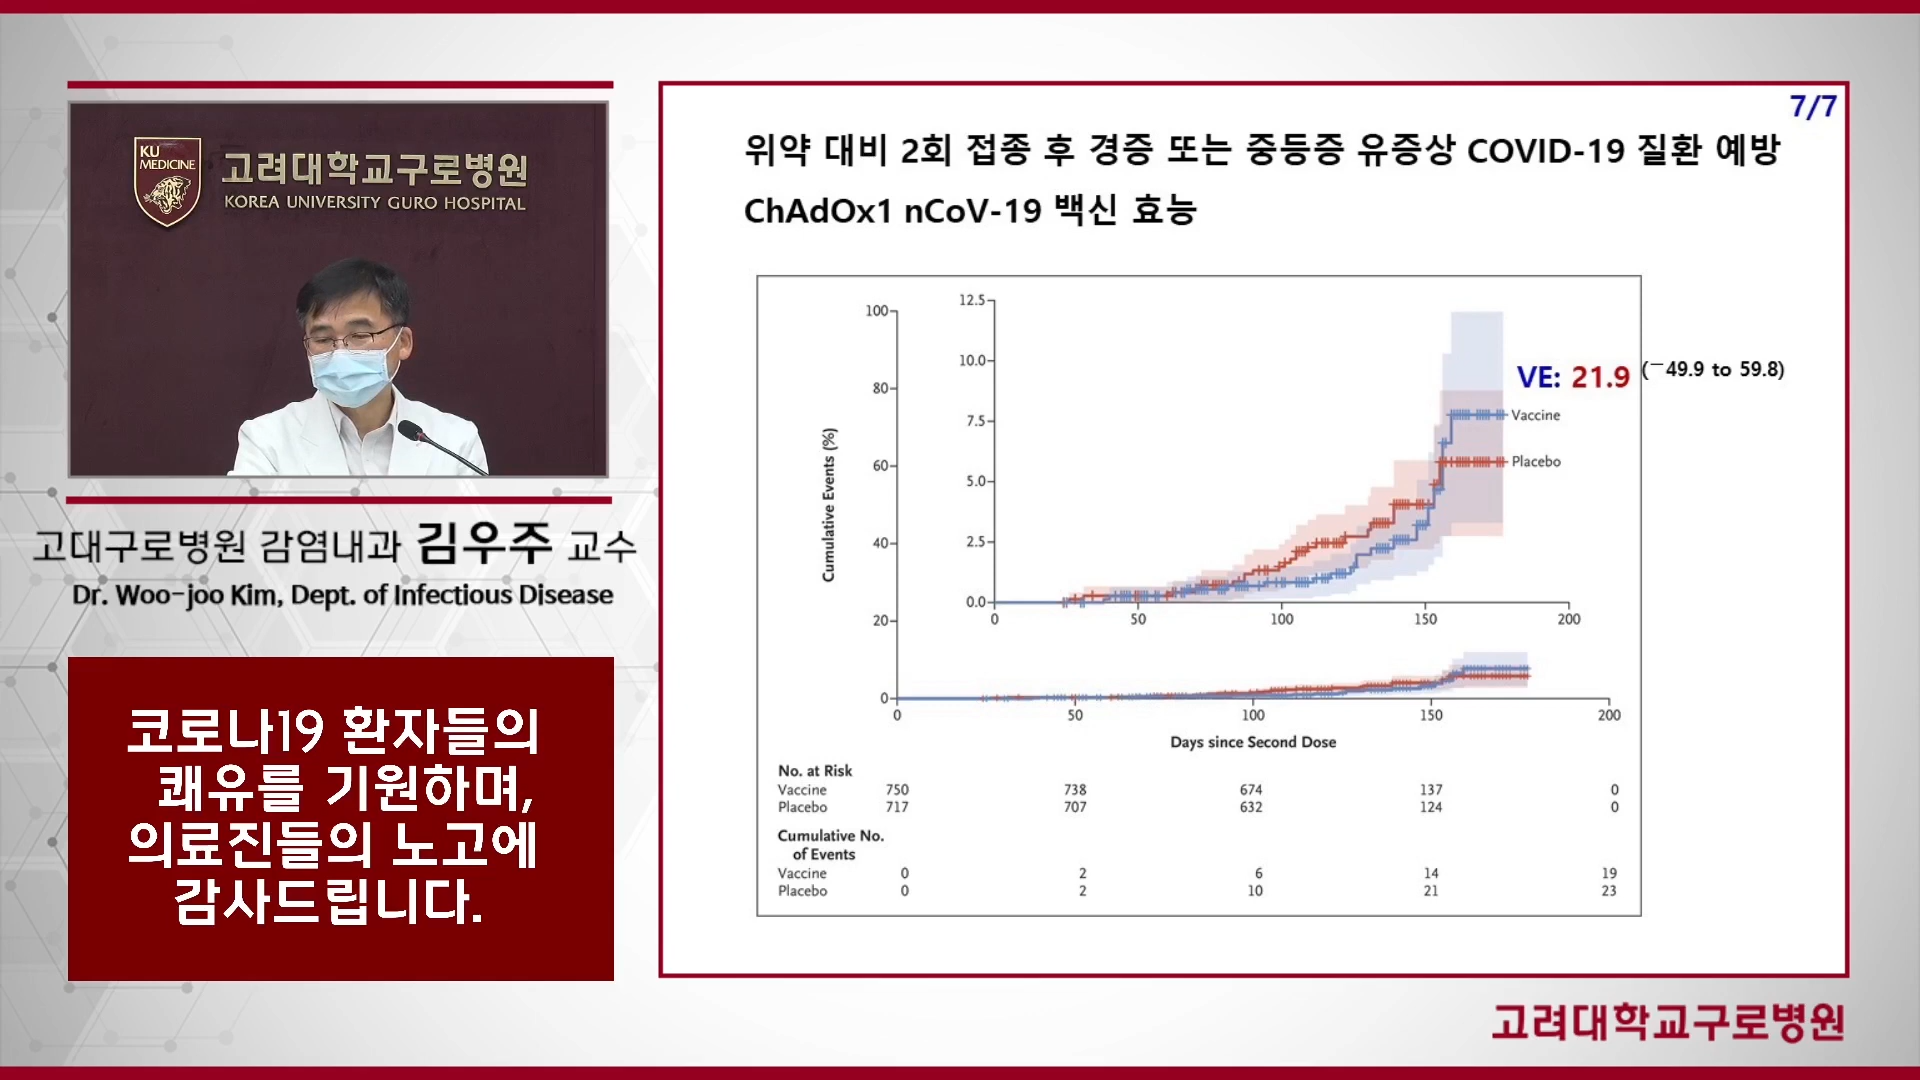 KU
MEDICINE
고려대학교구로병원
KOREA UNIVERSITY GURO HOSPITAL
고대구로병원 감염내과 김우주 교수
Dr. Woo-joo Kim, Dept. of Infectious Disease
코로나19 환자들의
쾌유를 기원하며,
의료진들의 노고에
감사드립니다.
7/7
위약 대비 2회 접종 후 경증 또는 중등증 유증상 COVID-19 질환 예방
ChAdOx1 nCoV-19 백신 효능
Cumulative Events (%)
100
80
60
40
20
0
12.5
10.0
7.5
5.0
2.5
0.0
0 50 100 150 200
VE: 21.9 (−49.9 to 59.8)
Vaccine
Placebo
0 50 100 150 200
Days since Second Dose
No. at Risk
Vaccine 750 738 674 137 0
Placebo 717 707 632 124 0
Cumulative No.
of Events
Vaccine 0 2 6 14 19
Placebo 0 2 10 21 23
고려대학교구로병원